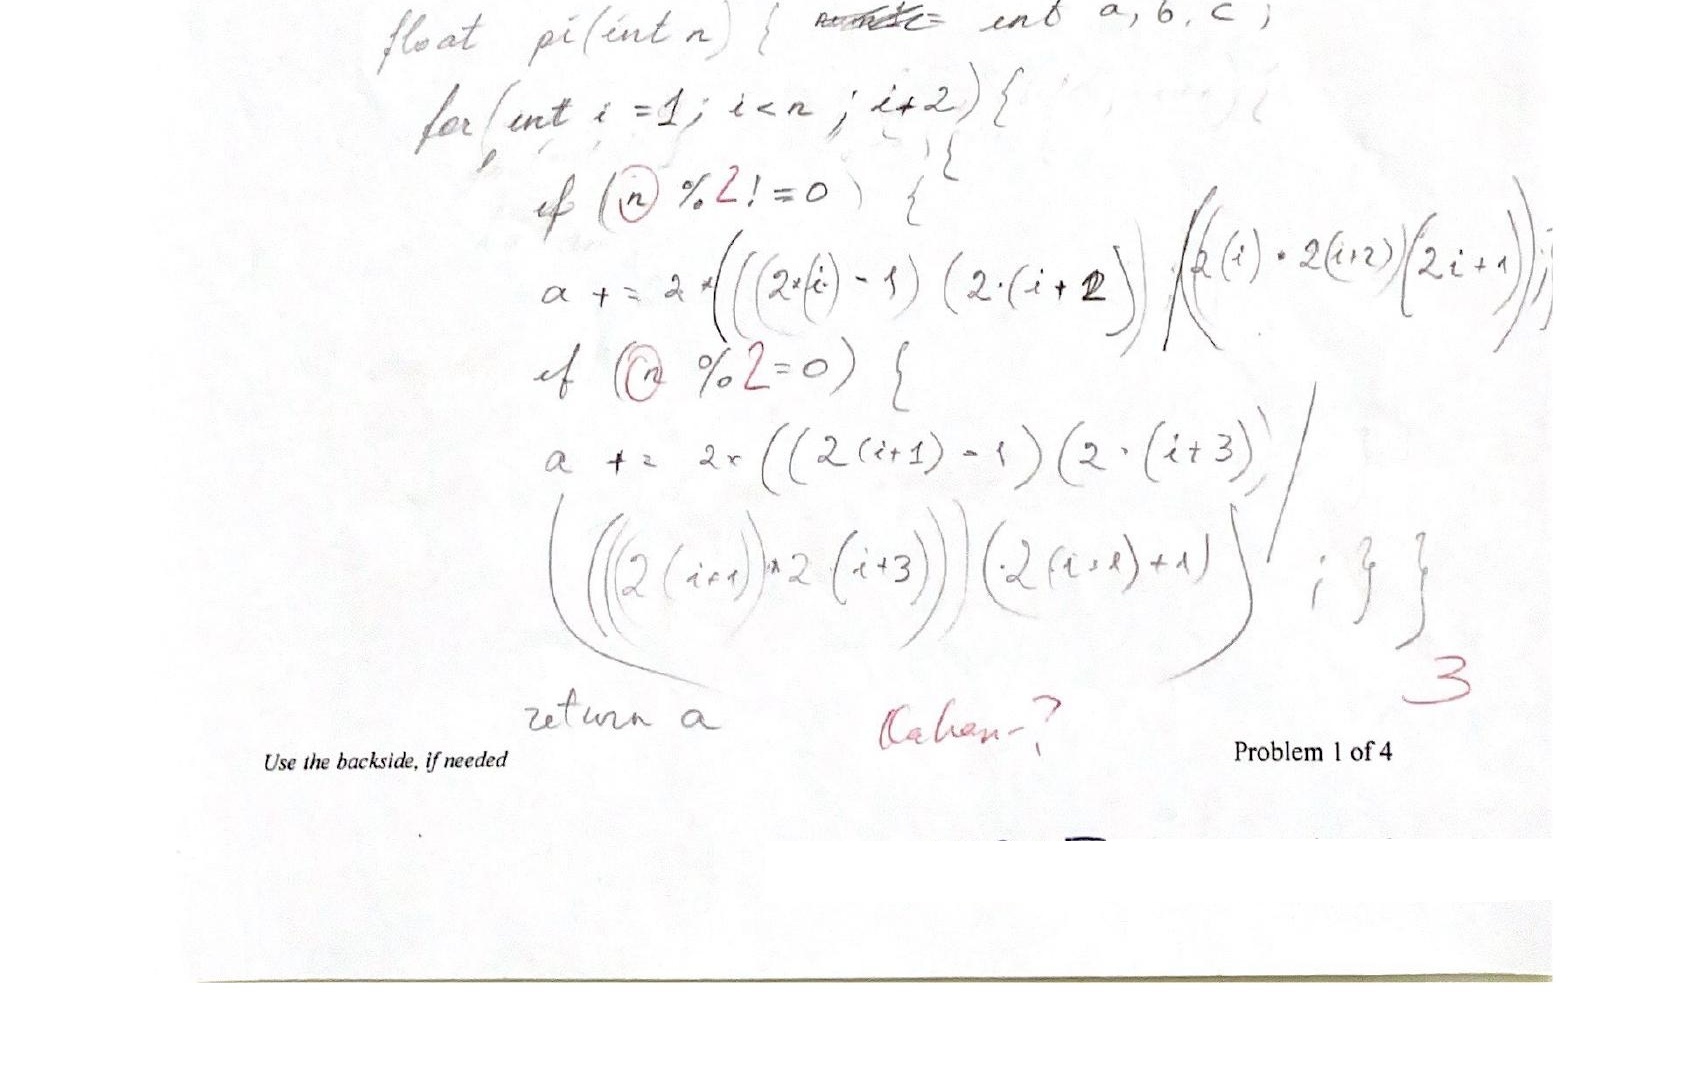 float pi(int n) { int a, b, c ;
for(int i = 1; i < n ; i+2) {
{
if (n % 2 != 0 ) {
a += 2 * (((2*(i) - 1) (2·(i + 2)) / ((2(i) · 2(i+2))(2i+1));
if (n % 2 = 0) {
a += 2* ((2(i+1) - 1) (2 · (i + 3)) /
(((2(i+1))*2 (i+3))) (2(i+1)+1) ) ; } }
3
return a
Kahan-?
Use the backside, if needed
Problem 1 of 4